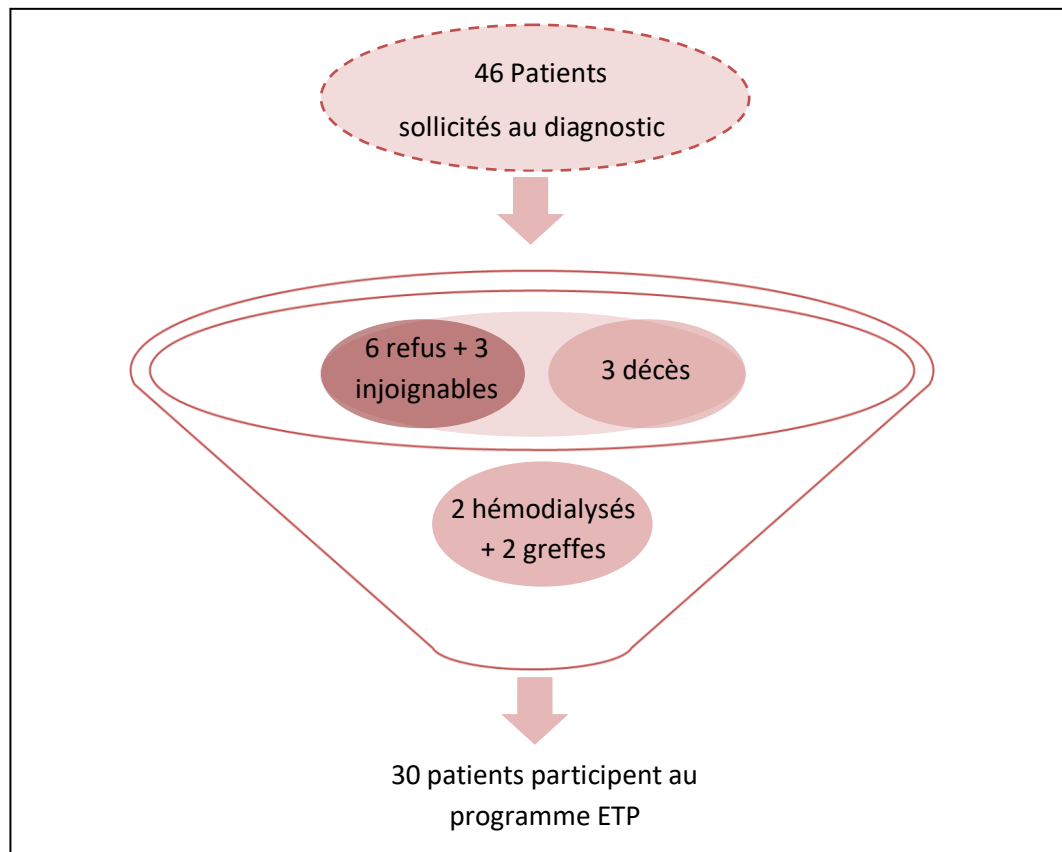 46 Patients
sollicités au diagnostic
6 refus + 3
injoignables
3 décès
2 hémodialysés
+ 2 greffes
30 patients participent au
programme ETP